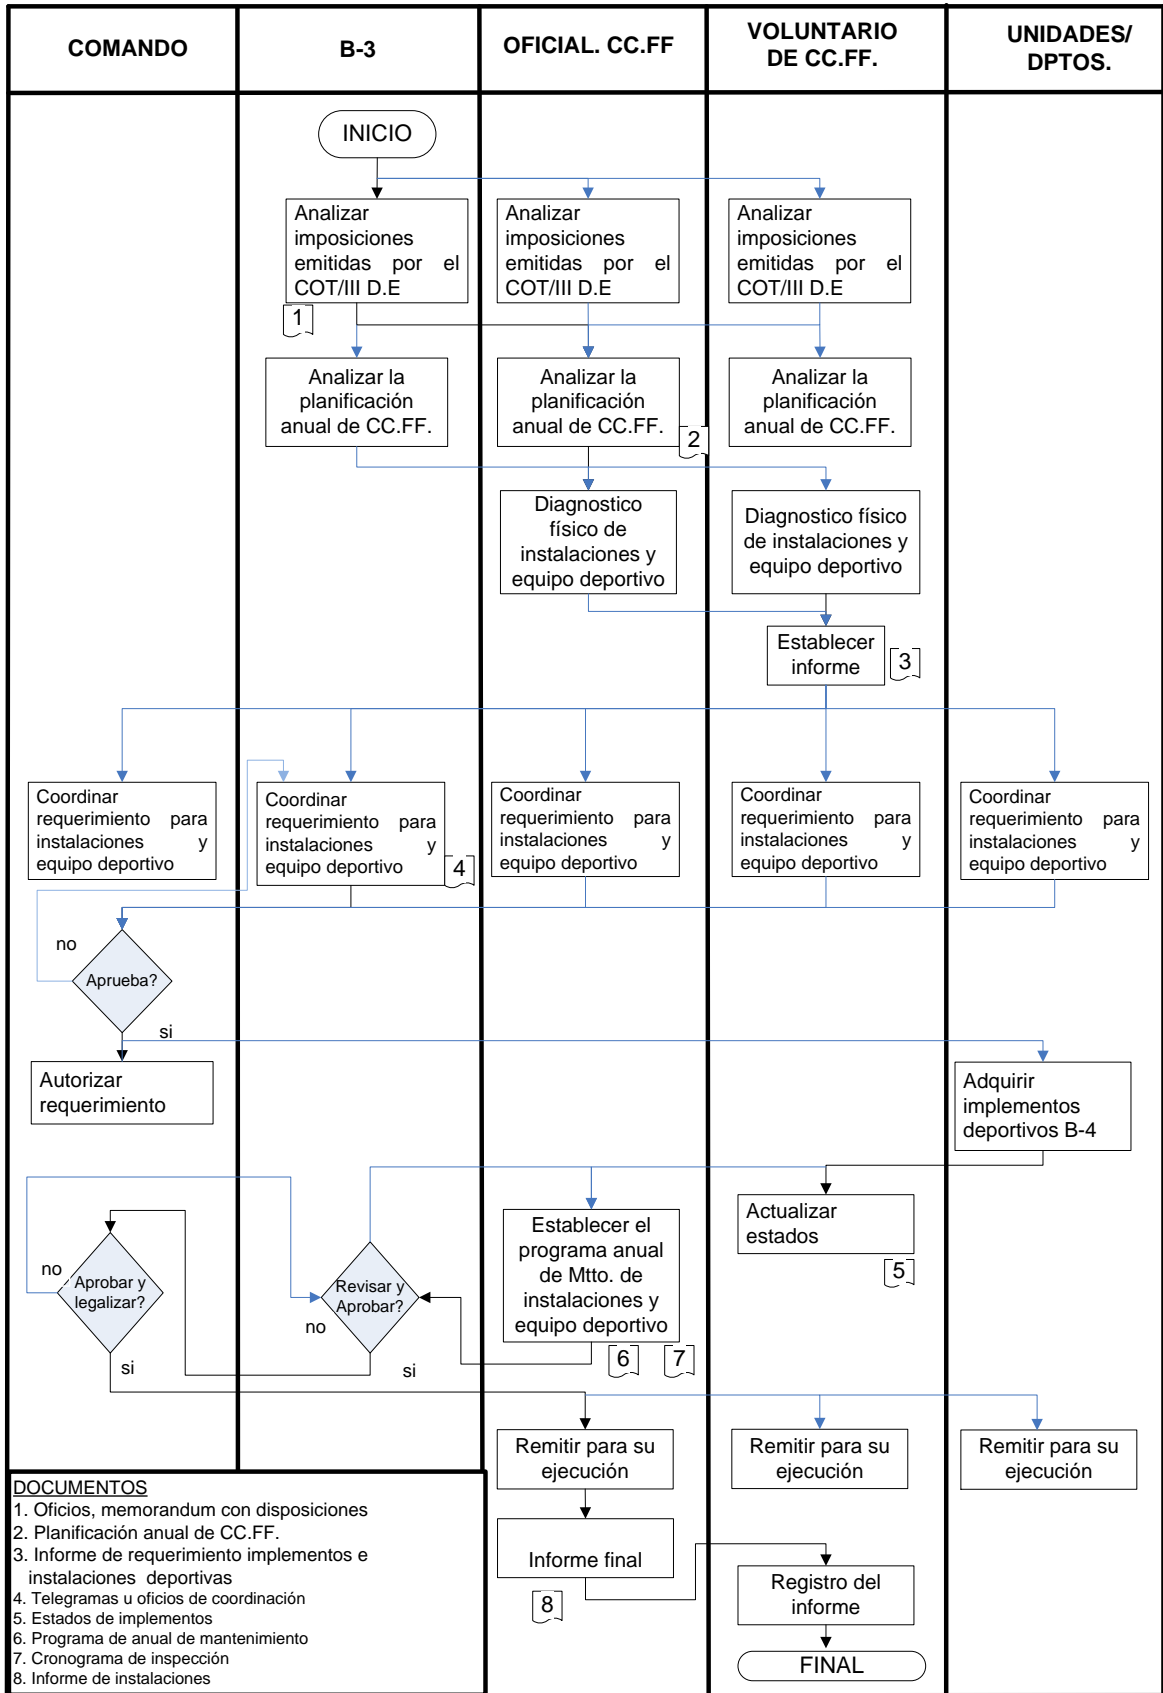 COMANDO
B-3
OFICIAL. CC.FF
VOLUNTARIO
DE CC.FF.
UNIDADES/
DPTOS.
INICIO
Analizar
imposiciones
emitidas por el
COT/III D.E
1
Analizar
imposiciones
emitidas por el
COT/III D.E
Analizar
imposiciones
emitidas por el
COT/III D.E
Analizar la
planificación
anual de CC.FF.
Analizar la
planificación
anual de CC.FF.
2
Analizar la
planificación
anual de CC.FF.
Diagnostico
físico de
instalaciones y
equipo deportivo
Diagnostico físico
de instalaciones y
equipo deportivo
Establecer
informe
3
Coordinar
requerimiento para
instalaciones y
equipo deportivo
Coordinar
requerimiento para
instalaciones y
equipo deportivo
4
Coordinar
requerimiento para
instalaciones y
equipo deportivo
Coordinar
requerimiento para
instalaciones y
equipo deportivo
Coordinar
requerimiento para
instalaciones y
equipo deportivo
no
Aprueba?
si
Autorizar
requerimiento
Adquirir
implementos
deportivos B-4
Actualizar
estados
5
Establecer el
programa anual
de Mtto. de
instalaciones y
equipo deportivo
6
7
Revisar y
Aprobar?
no
si
no
Aprobar y
legalizar?
si
Remitir para su
ejecución
Remitir para su
ejecución
Remitir para su
ejecución
Informe final
8
Registro del
informe
FINAL
DOCUMENTOS
1. Oficios, memorandum con disposiciones
2. Planificación anual de CC.FF.
3. Informe de requerimiento implementos e
instalaciones deportivas
4. Telegramas u oficios de coordinación
5. Estados de implementos
6. Programa de anual de mantenimiento
7. Cronograma de inspección
8. Informe de instalaciones